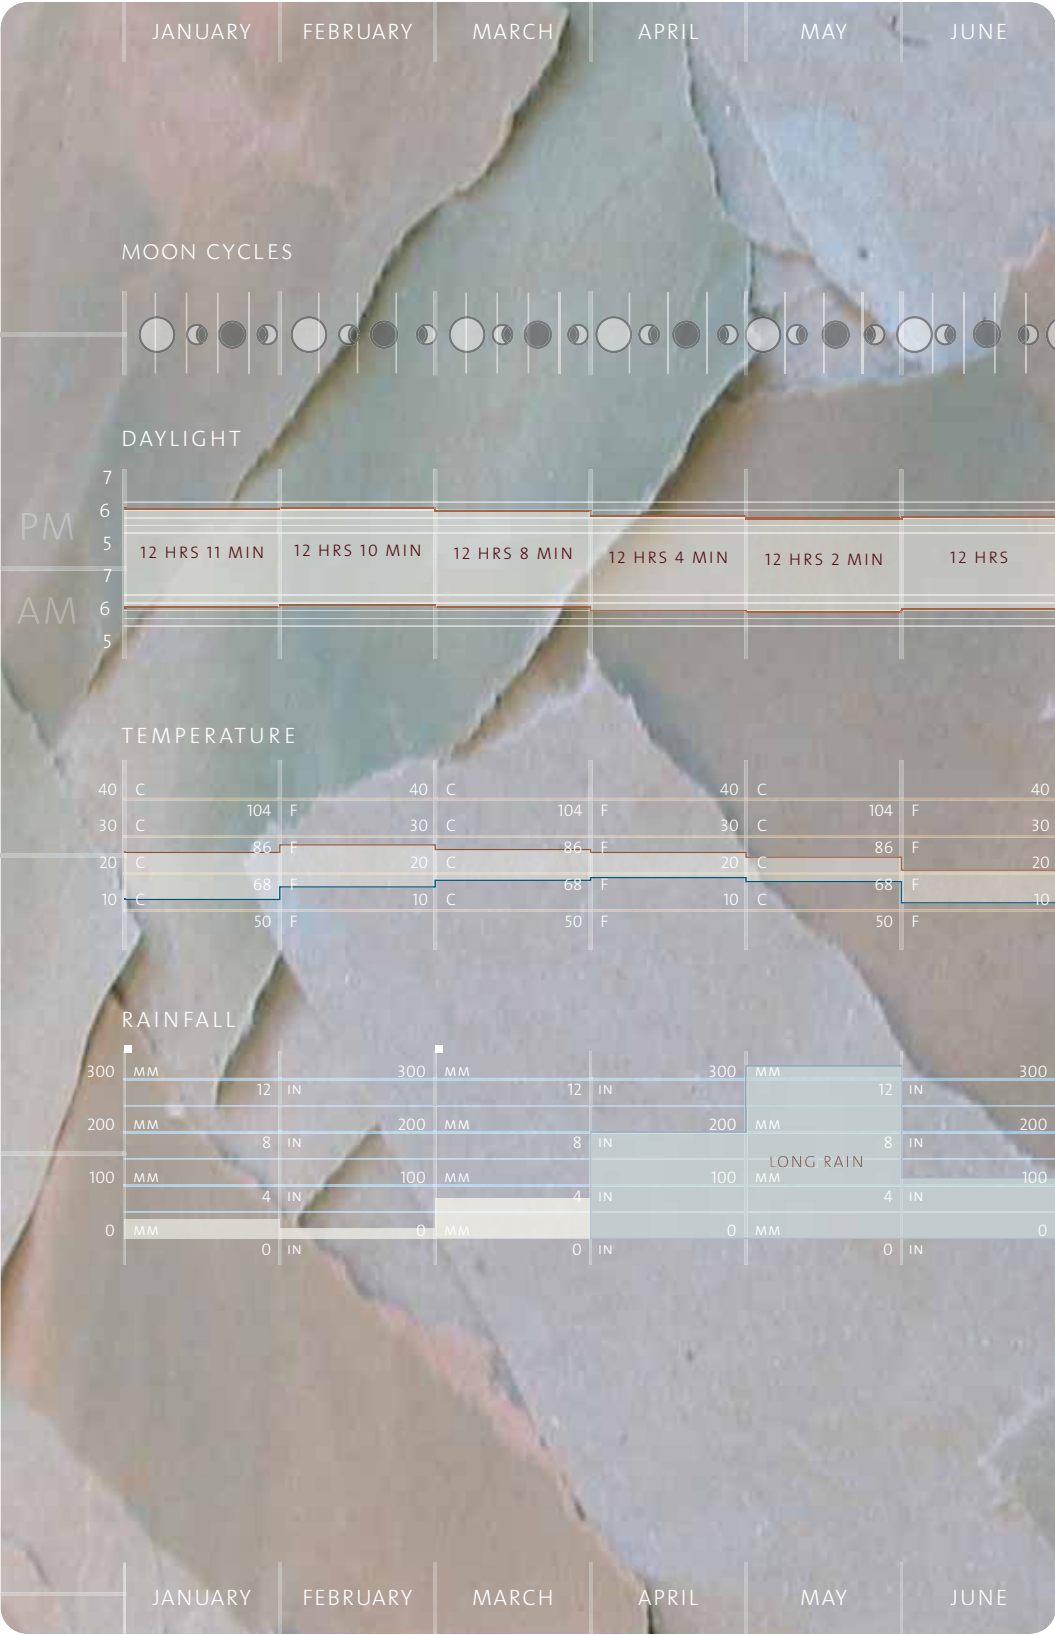 JANUARY FEBRUARY MARCH APRIL MAY JUNE
MOON CYCLES
DAYLIGHT
7
6
PM
5
12 HRS 11 MIN 12 HRS 10 MIN 12 HRS 8 MIN 12 HRS 4 MIN 12 HRS 2 MIN 12 HRS
7
AM
6
5
TEMPERATURE
40 C 40 C 40 C 40
104 F 104 F 104 F
30 C 30 C 30 C 30
86 F 86 F 86 F
20 C 20 C 20 C 20
68 F 68 F 68 F
10 C 10 C 10 C 10
50 F 50 F 50 F
RAINFALL
300 MM 300 MM 300 MM 300
12 IN 12 IN 12 IN
200 MM 200 MM 200 MM 200
8 IN 8 IN 8 IN
LONG RAIN
100 MM 100 MM 100 MM 100
4 IN 4 IN 4 IN
0 MM 0 MM 0 MM 0
0 IN 0 IN 0 IN
JANUARY FEBRUARY MARCH APRIL MAY JUNE